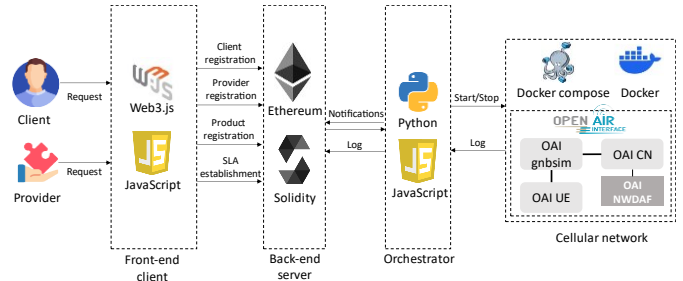 Client
Provider
Request
Request
Web3.js
JS
JavaScript
Front-end
client
Client
registration
Provider
registration
Product
registration
SLA
establishment
Ethereum
Solidity
Back-end
server
Notifications
Log
Python
JS
JavaScript
Orchestrator
Start/Stop
Log
Docker compose
Docker
OPEN AIR
INTERFACE
OAI
gnbsim
OAI CN
OAI UE
OAI
NWDAF
Cellular network